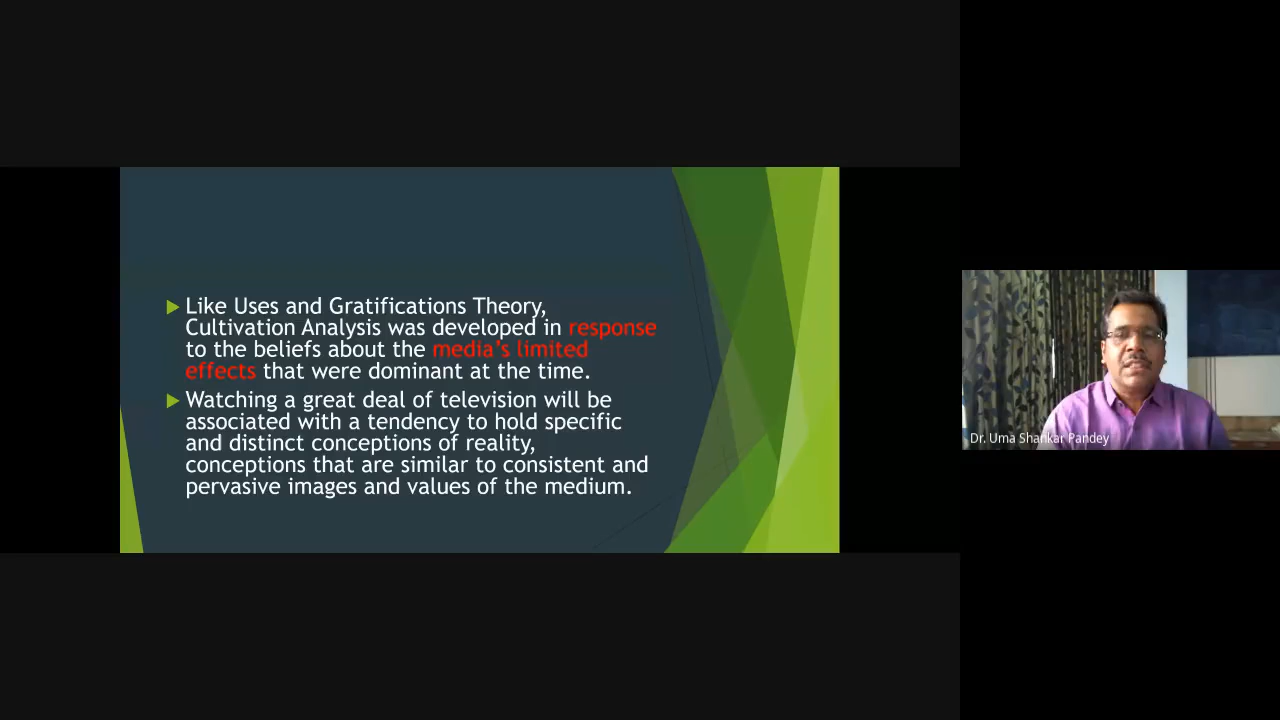 Like Uses and Gratifications Theory,
Cultivation Analysis was developed in response
to the beliefs about the media's limited
effects that were dominant at the time.
Watching a great deal of television will be
associated with a tendency to hold specific
and distinct conceptions of reality,
conceptions that are similar to consistent and
pervasive images and values of the medium.
Dr. Uma Shankar Pandey